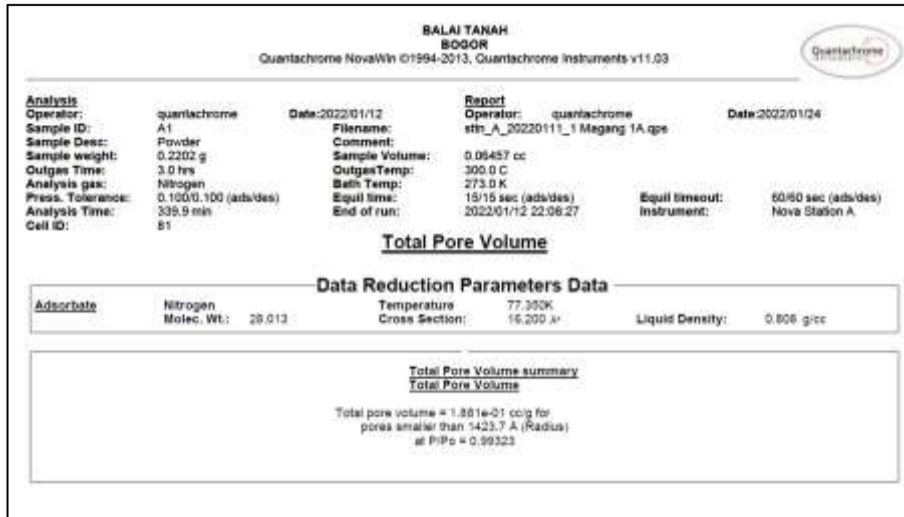 BALAI TANAH
BOGOR
Quantachrome NovaWin ©1994-2013, Quantachrome Instruments v11.03
Quantachrome
Analysis Report
Operator: quantachrome Date:2022/01/12 Operator: quantachrome Date:2022/01/24
Sample ID: A1 Filename: sttn_A_20220111_1 Magang 1A.qps
Sample Desc: Powder Comment:
Sample weight: 0.2202 g Sample Volume: 0.06457 cc
Outgas Time: 3.0 hrs OutgasTemp: 300.0 C
Analysis gas: Nitrogen Bath Temp: 273.0 K
Press. Tolerance: 0.100/0.100 (ads/des) Equil time: 15/15 sec (ads/des) Equil timeout: 60/60 sec (ads/des)
Analysis Time: 339.9 min End of run: 2022/01/12 22:06:27 Instrument: Nova Station A
Cell ID: 81
Total Pore Volume
Data Reduction Parameters Data
Adsorbate Nitrogen Temperature 77.350K
Molec. Wt.: 28.013 Cross Section: 16.200 Liquid Density: 0.808 g/cc
Total Pore Volume summary
Total Pore Volume
Total pore volume = 1.881e-01 cc/g for
pores smaller than 1423.7 Å (Radius)
at P/Po = 0.99323